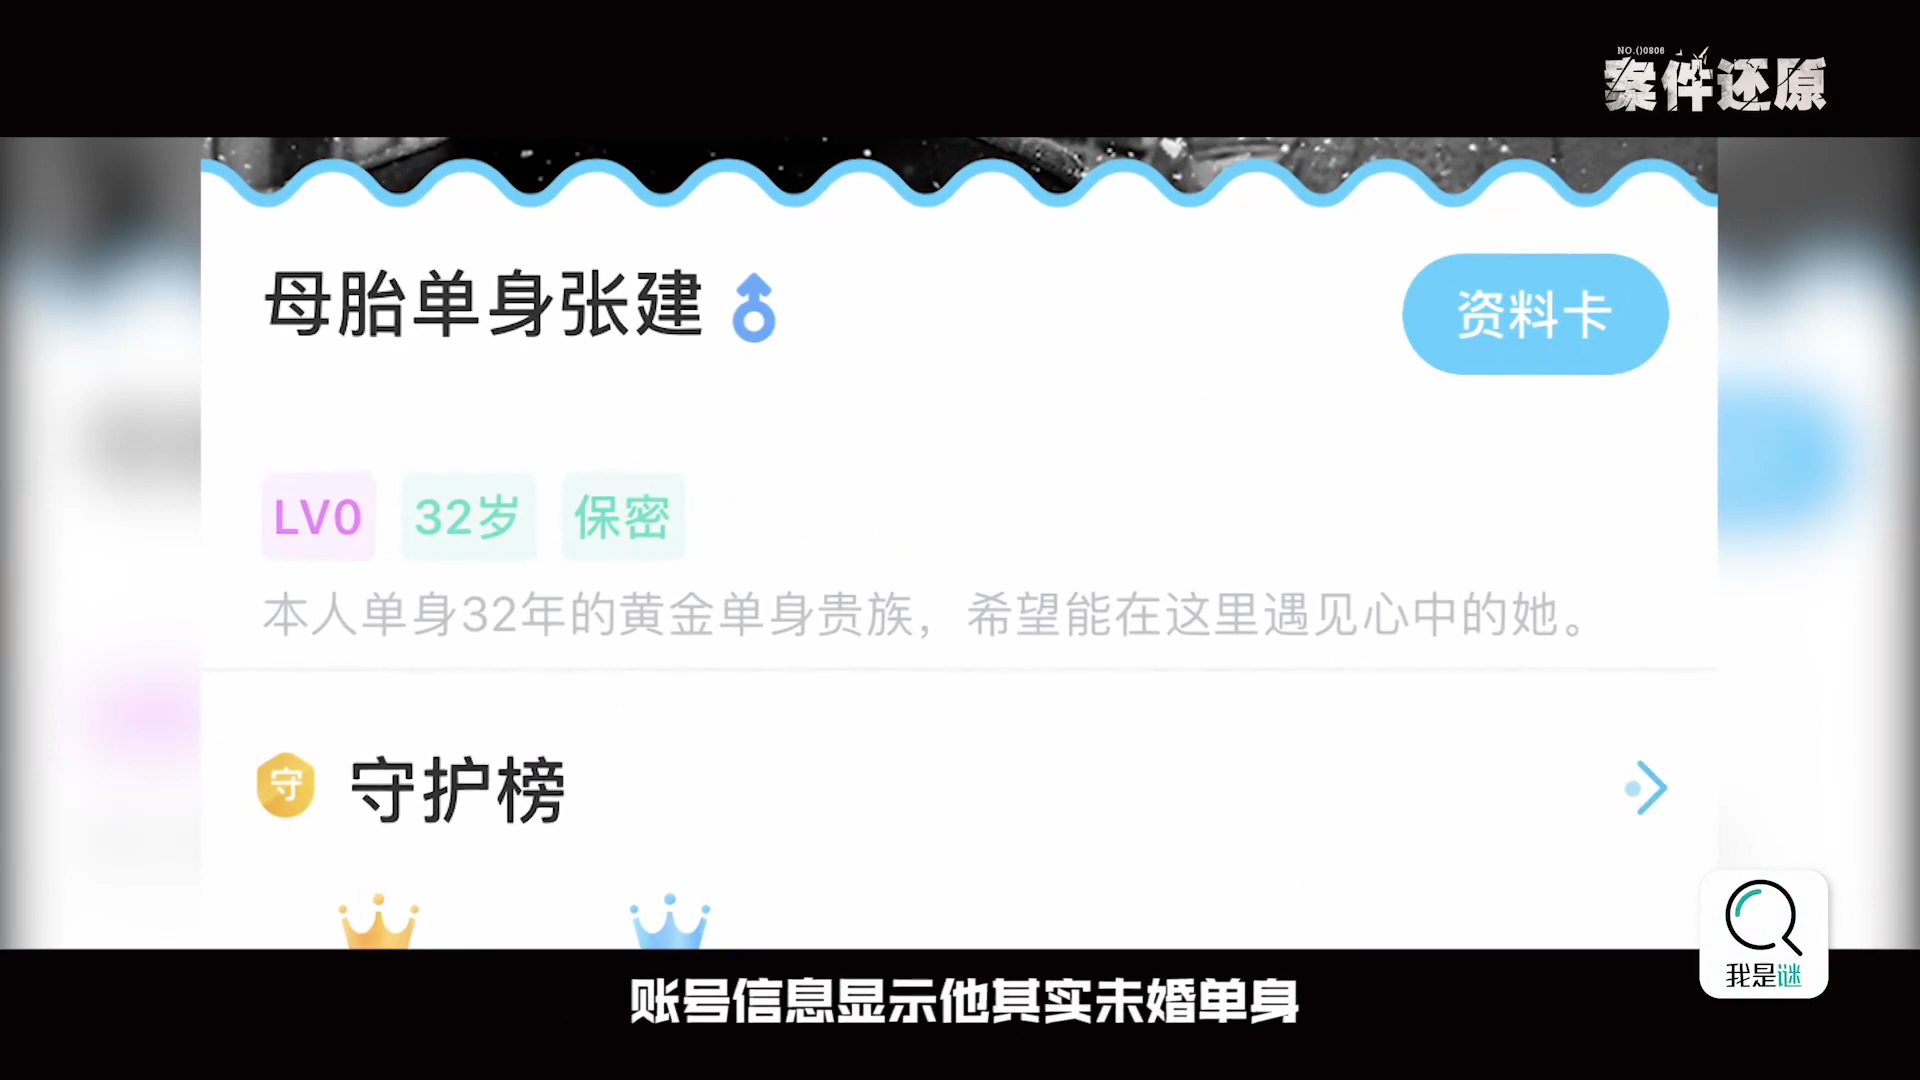 NO.()0806
案件还原
母胎单身张建
资料卡
LV0 32岁 保密
本人单身32年的黄金单身贵族，希望能在这里遇见心中的她。
守 守护榜
我是谜
账号信息显示他其实未婚单身